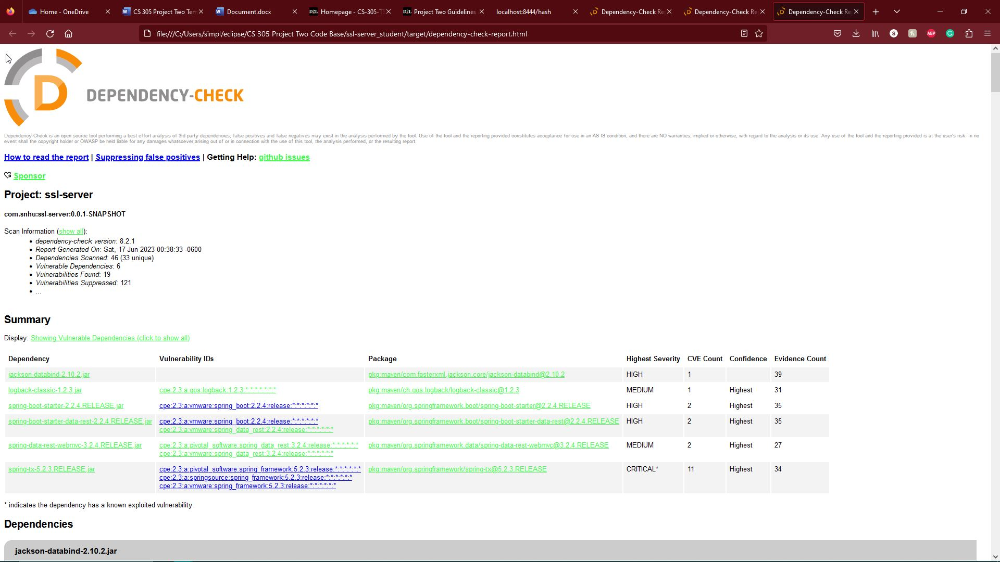 Home - OneDrive
CS 305 Project Two Tem
Document.docx
D2L Homepage - CS-305-T5
D2L Project Two Guidelines
localhost:8444/hash
Dependency-Check Re
Dependency-Check Re
Dependency-Check Re
file:///C:/Users/simpl/eclipse/CS 305 Project Two Code Base/ssl-server_student/target/dependency-check-report.html
S
ABP
D
DEPENDENCY-CHECK
Dependency-Check is an open source tool performing a best effort analysis of 3rd party dependencies; false positives and false negatives may exist in the analysis performed by the tool. Use of the tool and the reporting provided constitutes acceptance for use in an AS IS condition, and there are NO warranties, implied or otherwise, with regard to the analysis or its use. Any use of the tool and the reporting provided is at the user's risk. In no
event shall the copyright holder or OWASP be held liable for any damages whatsoever arising out of or in connection with the use of this tool, the analysis performed, or the resulting report.
How to read the report | Suppressing false positives | Getting Help: github issues
Sponsor
Project: ssl-server
com.snhu:ssl-server:0.0.1-SNAPSHOT
Scan Information (show all):
• dependency-check version: 8.2.1
• Report Generated On: Sat, 17 Jun 2023 00:38:33 -0600
• Dependencies Scanned: 46 (33 unique)
• Vulnerable Dependencies: 6
• Vulnerabilities Found: 19
• Vulnerabilities Suppressed: 121
• ...
Summary
Display: Showing Vulnerable Dependencies (click to show all)
Dependency Vulnerability IDs Package Highest Severity CVE Count Confidence Evidence Count
jackson-databind-2.10.2.jar pkg:maven/com.fasterxml.jackson.core/jackson-databind@2.10.2 HIGH 1 39
logback-classic-1.2.3.jar cpe:2.3:a:qos:logback:1.2.3:*:*:*:*:*:*:* pkg:maven/ch.qos.logback/logback-classic@1.2.3 MEDIUM 1 Highest 31
spring-boot-starter-2.2.4.RELEASE.jar cpe:2.3:a:vmware:spring_boot:2.2.4:release:*:*:*:*:*:* pkg:maven/org.springframework.boot/spring-boot-starter@2.2.4.RELEASE HIGH 2 Highest 35
spring-boot-starter-data-rest-2.2.4.RELEASE.jar cpe:2.3:a:vmware:spring_boot:2.2.4:release:*:*:*:*:*:* pkg:maven/org.springframework.boot/spring-boot-starter-data-rest@2.2.4.RELEASE HIGH 2 Highest 35
cpe:2.3:a:vmware:spring_data_rest:2.2.4:release:*:*:*:*:*:*
spring-data-rest-webmvc-3.2.4.RELEASE.jar cpe:2.3:a:pivotal_software:spring_data_rest:3.2.4:release:*:*:*:*:*:* pkg:maven/org.springframework.data/spring-data-rest-webmvc@3.2.4.RELEASE MEDIUM 2 Highest 27
cpe:2.3:a:vmware:spring_data_rest:3.2.4:release:*:*:*:*:*:*
spring-tx-5.2.3.RELEASE.jar cpe:2.3:a:pivotal_software:spring_framework:5.2.3:release:*:*:*:*:*:* pkg:maven/org.springframework/spring-tx@5.2.3.RELEASE CRITICAL* 11 Highest 34
cpe:2.3:a:springsource:spring_framework:5.2.3:release:*:*:*:*:*:*
cpe:2.3:a:vmware:spring_framework:5.2.3:release:*:*:*:*:*:*
* indicates the dependency has a known exploited vulnerability
Dependencies
jackson-databind-2.10.2.jar